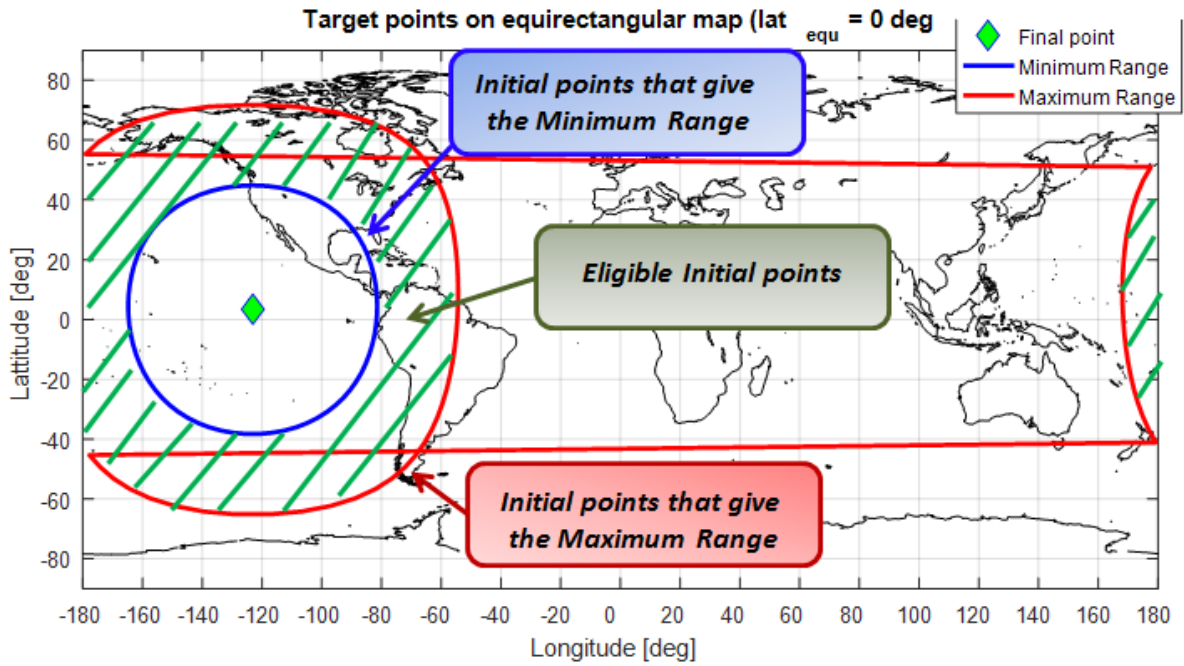 Target points on equirectangular map (lat equ = 0 deg
Final point
Minimum Range
Maximum Range
Initial points that give
the Minimum Range
Eligible Initial points
Initial points that give
the Maximum Range
Lattitude [deg]
80
60
40
20
0
-20
-40
-60
-80
-180 -160 -140 -120 -100 -80 -60 -40 -20 0 20 40 60 80 100 120 140 160 180
Longitude [deg]